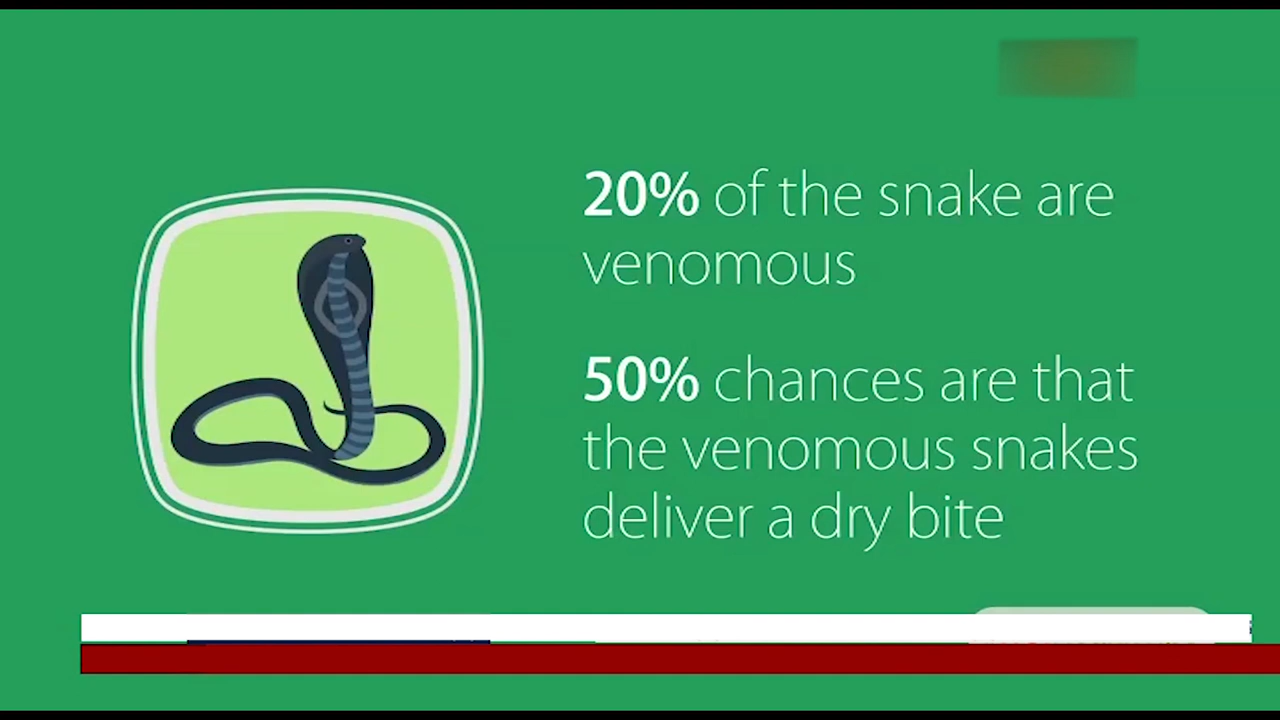 20% of the snake are
venomous
50% chances are that
the venomous snakes
deliver a dry bite